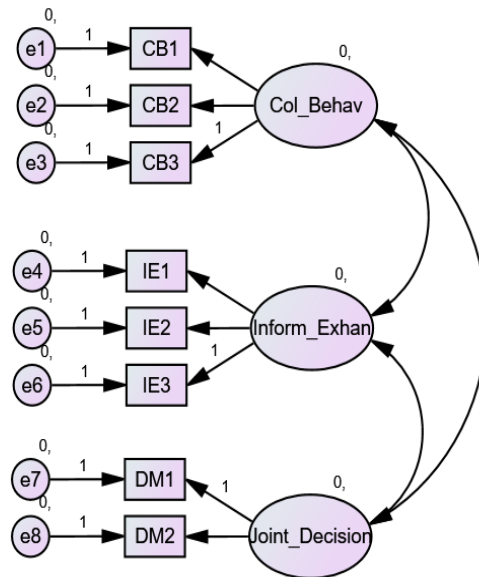 0,
e1
1
CB1
0,
Col_Behav
0,
e2
1
CB2
0,
e3
1
CB3
1
0,
e4
1
IE1
0,
Inform_Exhan
0,
e5
1
IE2
0,
e6
1
IE3
1
0,
e7
1
DM1
1
0,
Joint_Decision
0,
e8
1
DM2